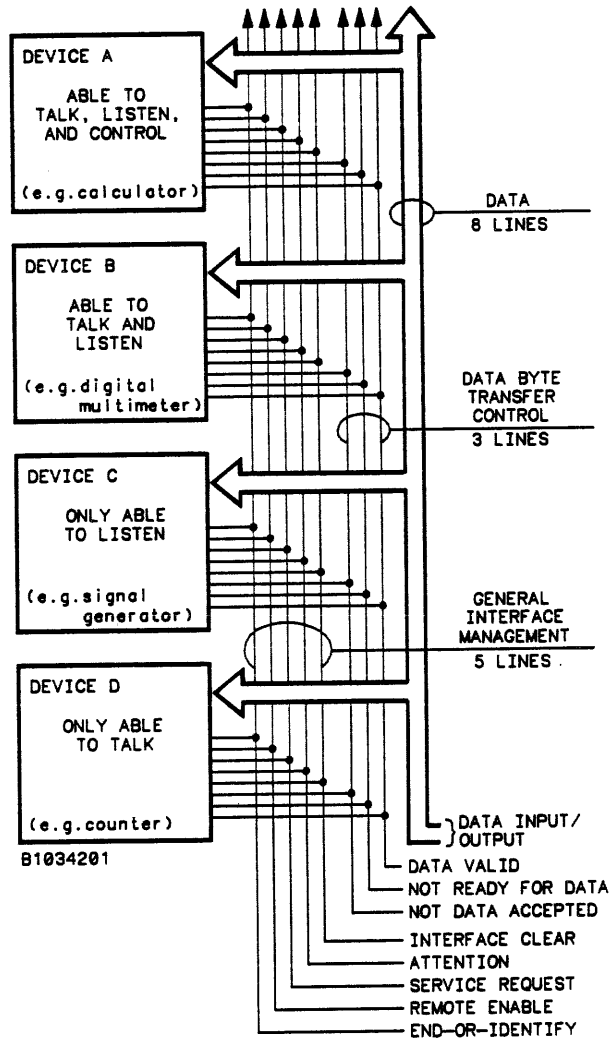 DEVICE A
ABLE TO
TALK, LISTEN,
AND CONTROL
(e.g.calculator)
DATA
8 LINES
DEVICE B
ABLE TO
TALK AND
LISTEN
(e.g.digital
multimeter)
DATA BYTE
TRANSFER
CONTROL
3 LINES
DEVICE C
ONLY ABLE
TO LISTEN
(e.g.signal
generator)
GENERAL
INTERFACE
MANAGEMENT
5 LINES
DEVICE D
ONLY ABLE
TO TALK
(e.g.counter)
B1034201
DATA INPUT/
OUTPUT
DATA VALID
NOT READY FOR DATA
NOT DATA ACCEPTED
INTERFACE CLEAR
ATTENTION
SERVICE REQUEST
REMOTE ENABLE
END-OR-IDENTIFY